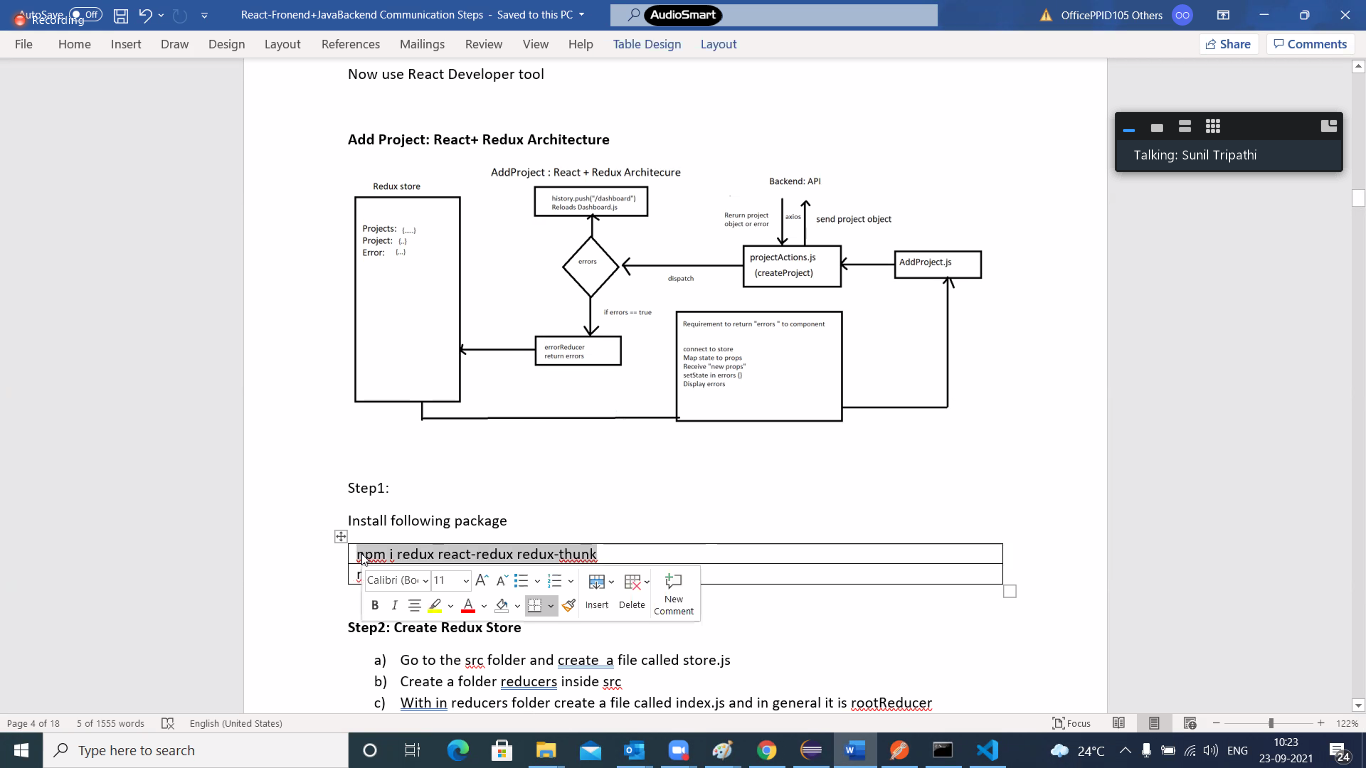 AutoSave Off
Recording
React-Fronend+JavaBackend Communication Steps - Saved to this PC
AudioSmart
OfficePPID105 Others
OO
File Home Insert Draw Design Layout References Mailings Review View Help Table Design Layout
Share
Comments
Now use React Developer tool
Talking: Sunil Tripathi
Add Project: React+ Redux Architecture
AddProject : React + Redux Architecure
Redux store
Backend: API
history.push("/dashboard")
Reloads Dashboard.js
Projects: {.....}
Project: {..}
Error: {...}
Rerurn project
object or error
axios
send project object
errors
projectActions.js
(createProject)
AddProject.js
dispatch
if errors == true
errorReducer
return errors
Requirement to return "errors " to component
connect to store
Map state to props
Receive "new props"
setState in errors {}
Display errors
Step1:
Install following package
npm i redux react-redux redux-thunk
Calibri (Bo
11
Insert
Delete
New
Comment
Step2: Create Redux Store
a) Go to the src folder and create a file called store.js
b) Create a folder reducers inside src
c) With in reducers folder create a file called index.js and in general it is rootReducer
Page 4 of 18
5 of 1555 words
English (United States)
Focus
122%
Type here to search
24°C
ENG
10:23
23-09-2021
24